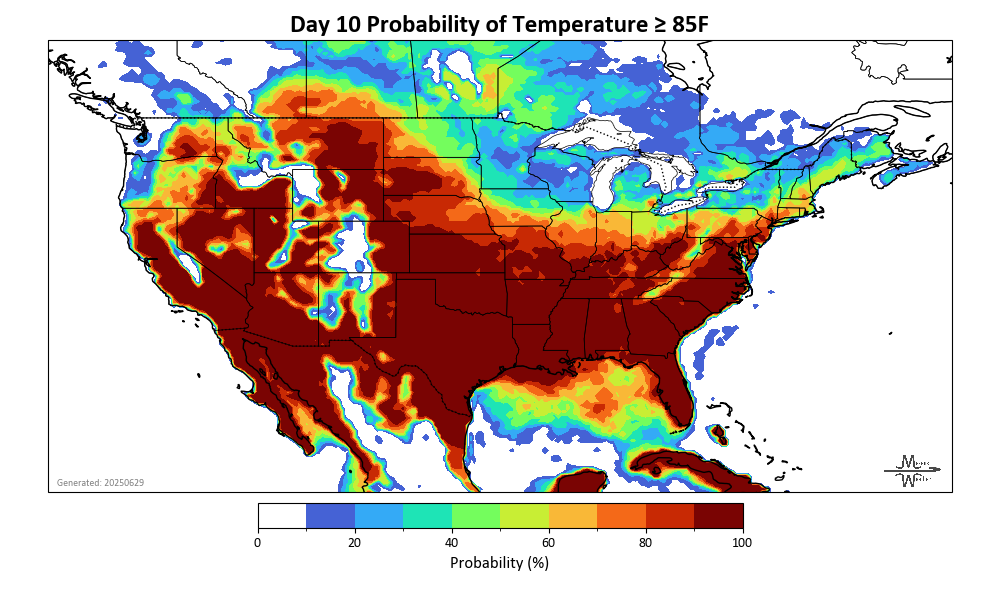 Day 10 Probability of Temperature ≥ 85F
Generated: 20250629
0 20 40 60 80 100
Probability (%)